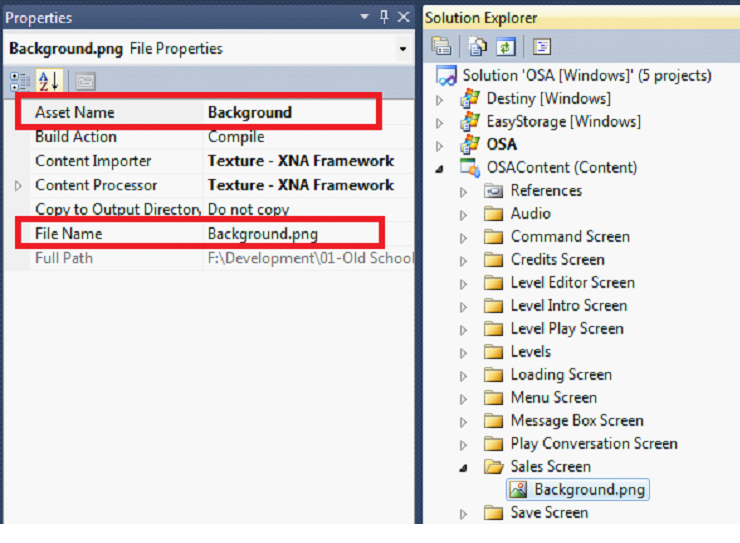 Properties
Background.png File Properties
Asset Name Background
Build Action Compile
Content Importer Texture - XNA Framework
Content Processor Texture - XNA Framework
Copy to Output Director Do not copy
File Name Background.png
Full Path F:\Development\01-Old School
Solution Explorer
Solution 'OSA [Windows]' (5 projects)
Destiny [Windows]
EasyStorage [Windows]
OSA
OSAContent (Content)
References
Audio
Command Screen
Credits Screen
Level Editor Screen
Level Intro Screen
Level Play Screen
Levels
Loading Screen
Menu Screen
Message Box Screen
Play Conversation Screen
Sales Screen
Background.png
Save Screen